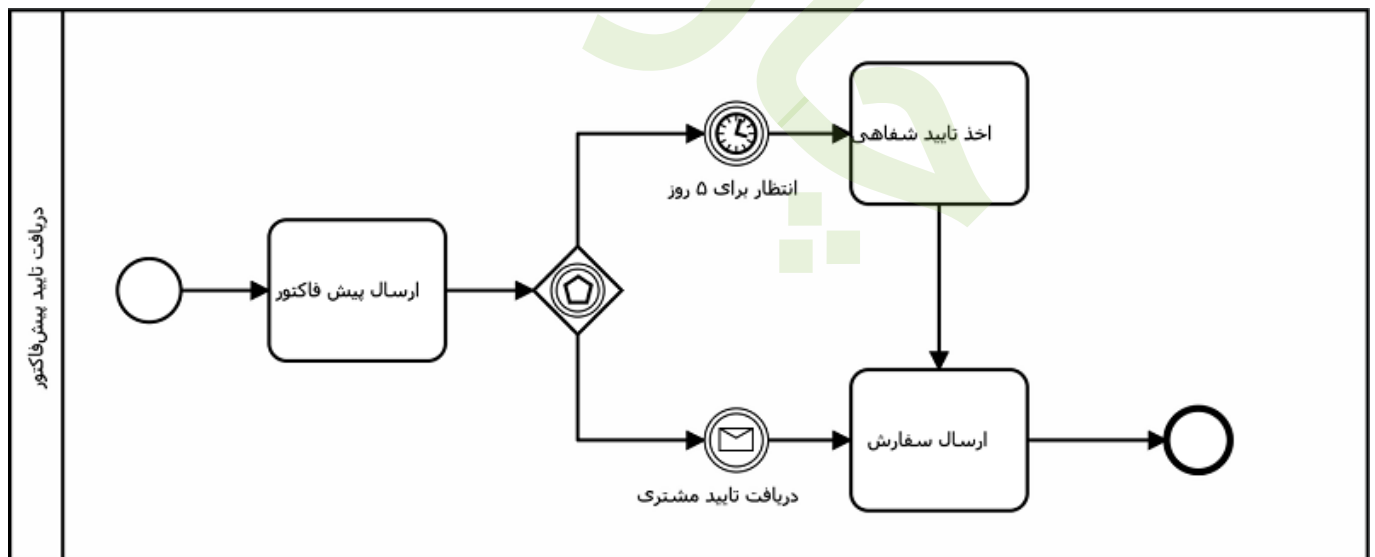 دریافت تایید پیش‌فاکتور
ارسال پیش فاکتور
انتظار برای ۵ روز
اخذ تایید شفاهی
دریافت تایید مشتری
ارسال سفارش